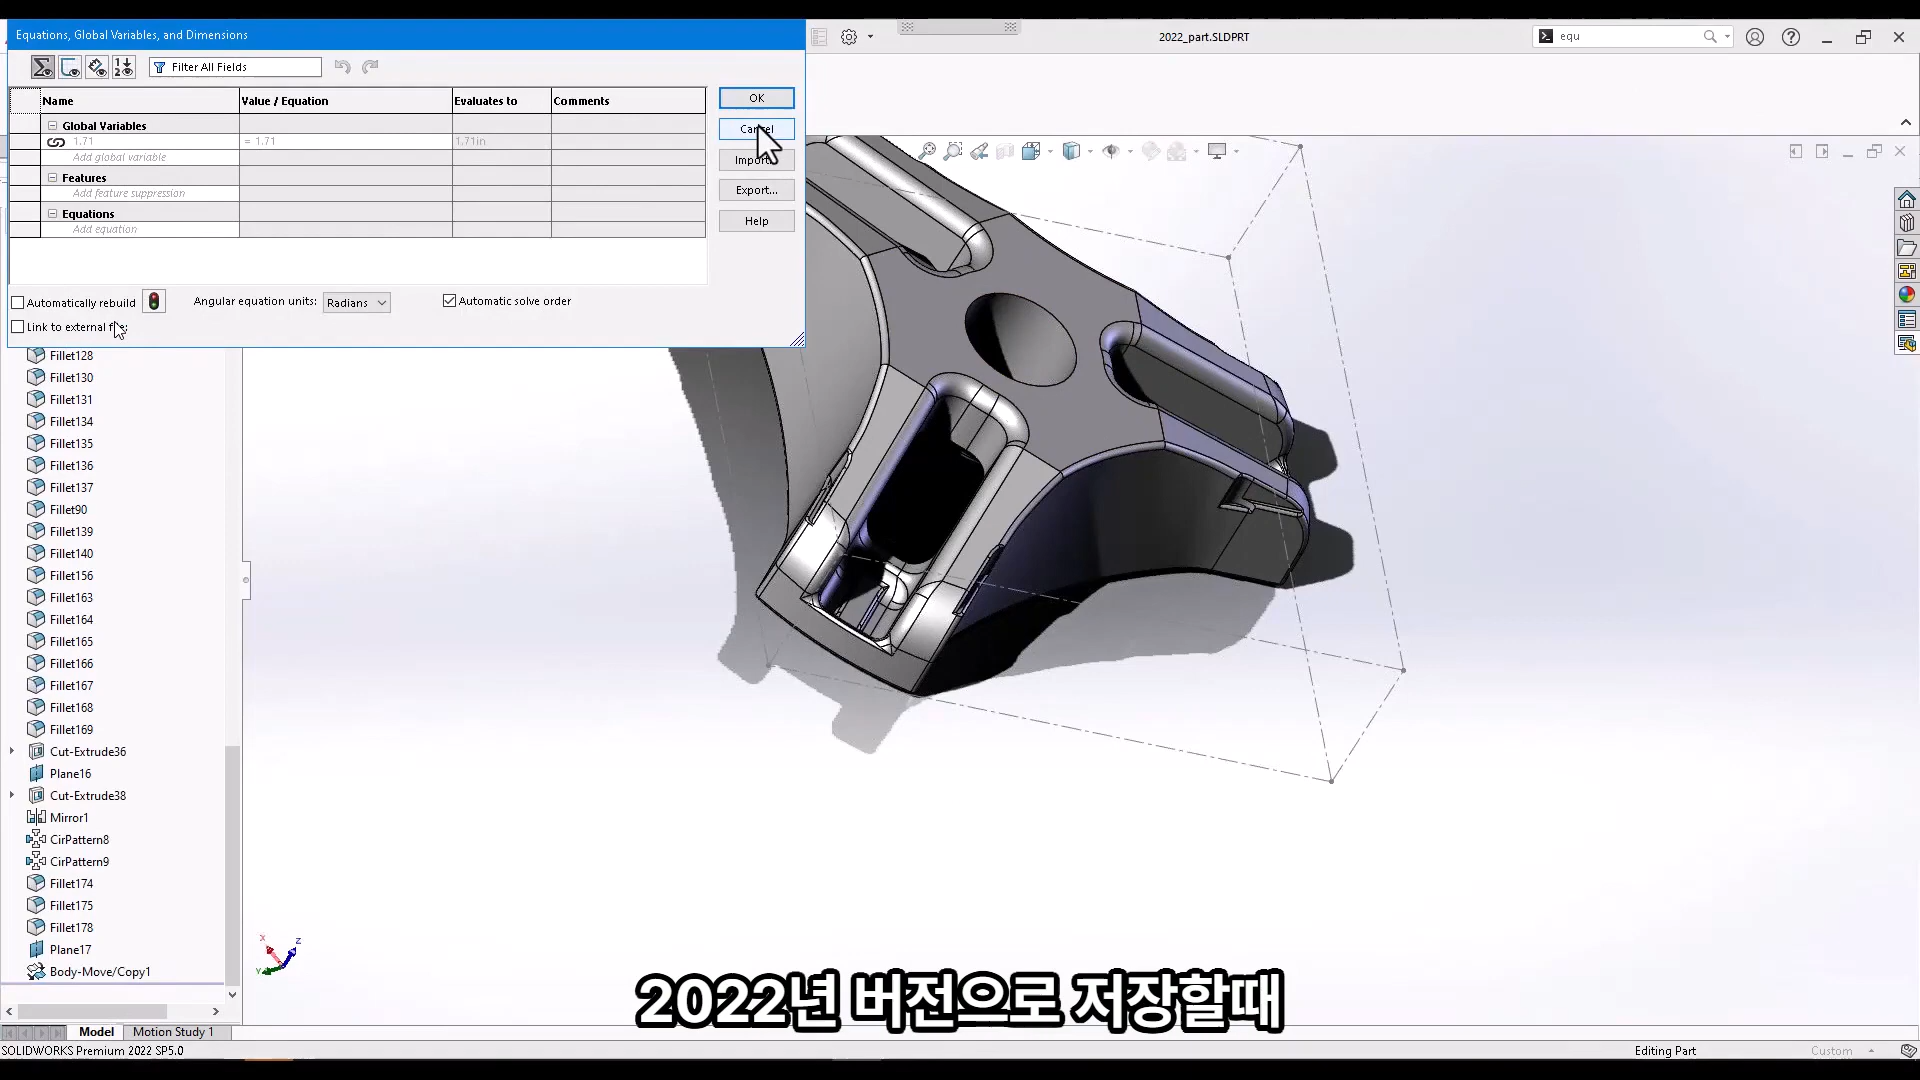 Equations, Global Variables, and Dimensions
2022_part.SLDPRT
equ
Filter All Fields
Name Value / Equation Evaluates to Comments
Global Variables
1.71 = 1.71 1.71in
Add global variable
Features
Add feature suppression
Equations
Add equation
OK
Import...
Export...
Help
Automatically rebuild Angular equation units: Radians Automatic solve order
Link to external
Fillet128
Fillet130
Fillet131
Fillet134
Fillet135
Fillet136
Fillet137
Fillet90
Fillet139
Fillet140
Fillet156
Fillet163
Fillet164
Fillet165
Fillet166
Fillet167
Fillet168
Fillet169
Cut-Extrude36
Plane16
Cut-Extrude38
Mirror1
CirPattern8
CirPattern9
Fillet174
Fillet175
Fillet178
Plane17
Body-Move/Copy1
X Y Z
2022년 버전으로 저장할때
Model Motion Study 1
SOLIDWORKS Premium 2022 SP5.0 Editing Part Custom